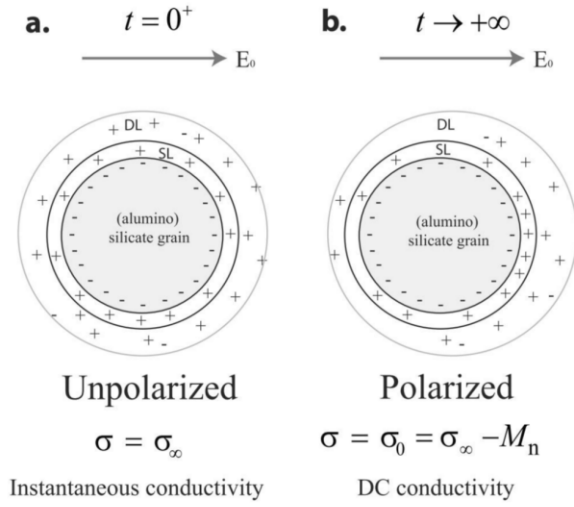 a. t = 0⁺
E₀
DL
SL
(alumino)
silicate grain
Unpolarized
σ = σ∞
Instantaneous conductivity
b. t → +∞
E₀
DL
SL
(alumino)
silicate grain
Polarized
σ = σ₀ = σ∞ − Mₙ
DC conductivity